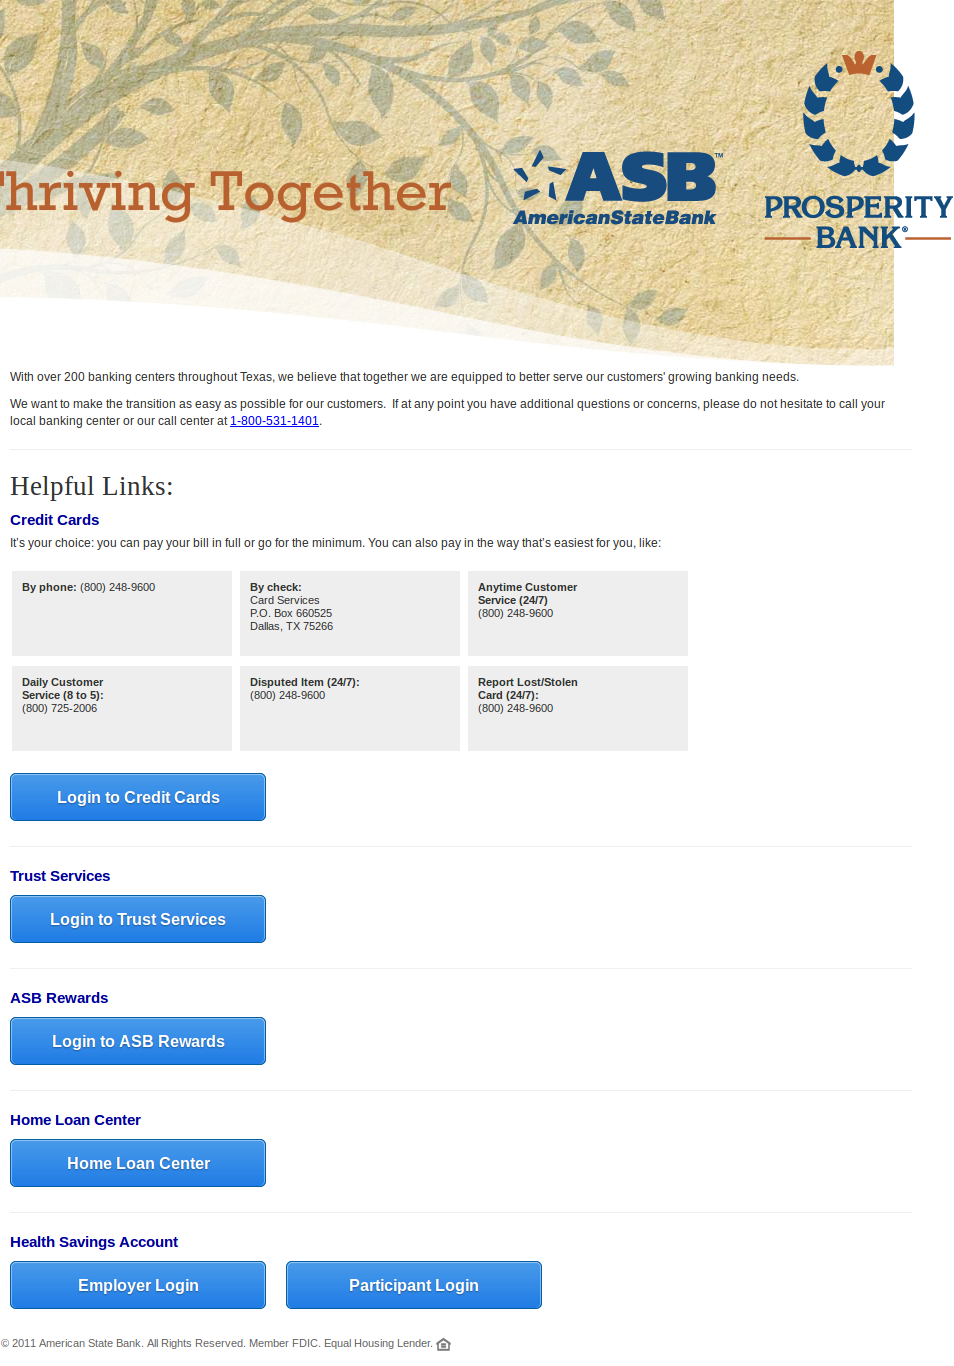 Thriving Together
ASB™
AmericanStateBank
PROSPERITY
BANK®
With over 200 banking centers throughout Texas, we believe that together we are equipped to better serve our customers' growing banking needs.
We want to make the transition as easy as possible for our customers.  If at any point you have additional questions or concerns, please do not hesitate to call your
local banking center or our call center at 1-800-531-1401.
Helpful Links:
Credit Cards
It's your choice: you can pay your bill in full or go for the minimum. You can also pay in the way that's easiest for you, like:
By phone: (800) 248-9600
By check:
Card Services
P.O. Box 660525
Dallas, TX 75266
Anytime Customer
Service (24/7)
(800) 248-9600
Daily Customer
Service (8 to 5):
(800) 725-2006
Disputed Item (24/7):
(800) 248-9600
Report Lost/Stolen
Card (24/7):
(800) 248-9600
Login to Credit Cards
Trust Services
Login to Trust Services
ASB Rewards
Login to ASB Rewards
Home Loan Center
Home Loan Center
Health Savings Account
Employer Login
Participant Login
© 2011 American State Bank. All Rights Reserved. Member FDIC. Equal Housing Lender.